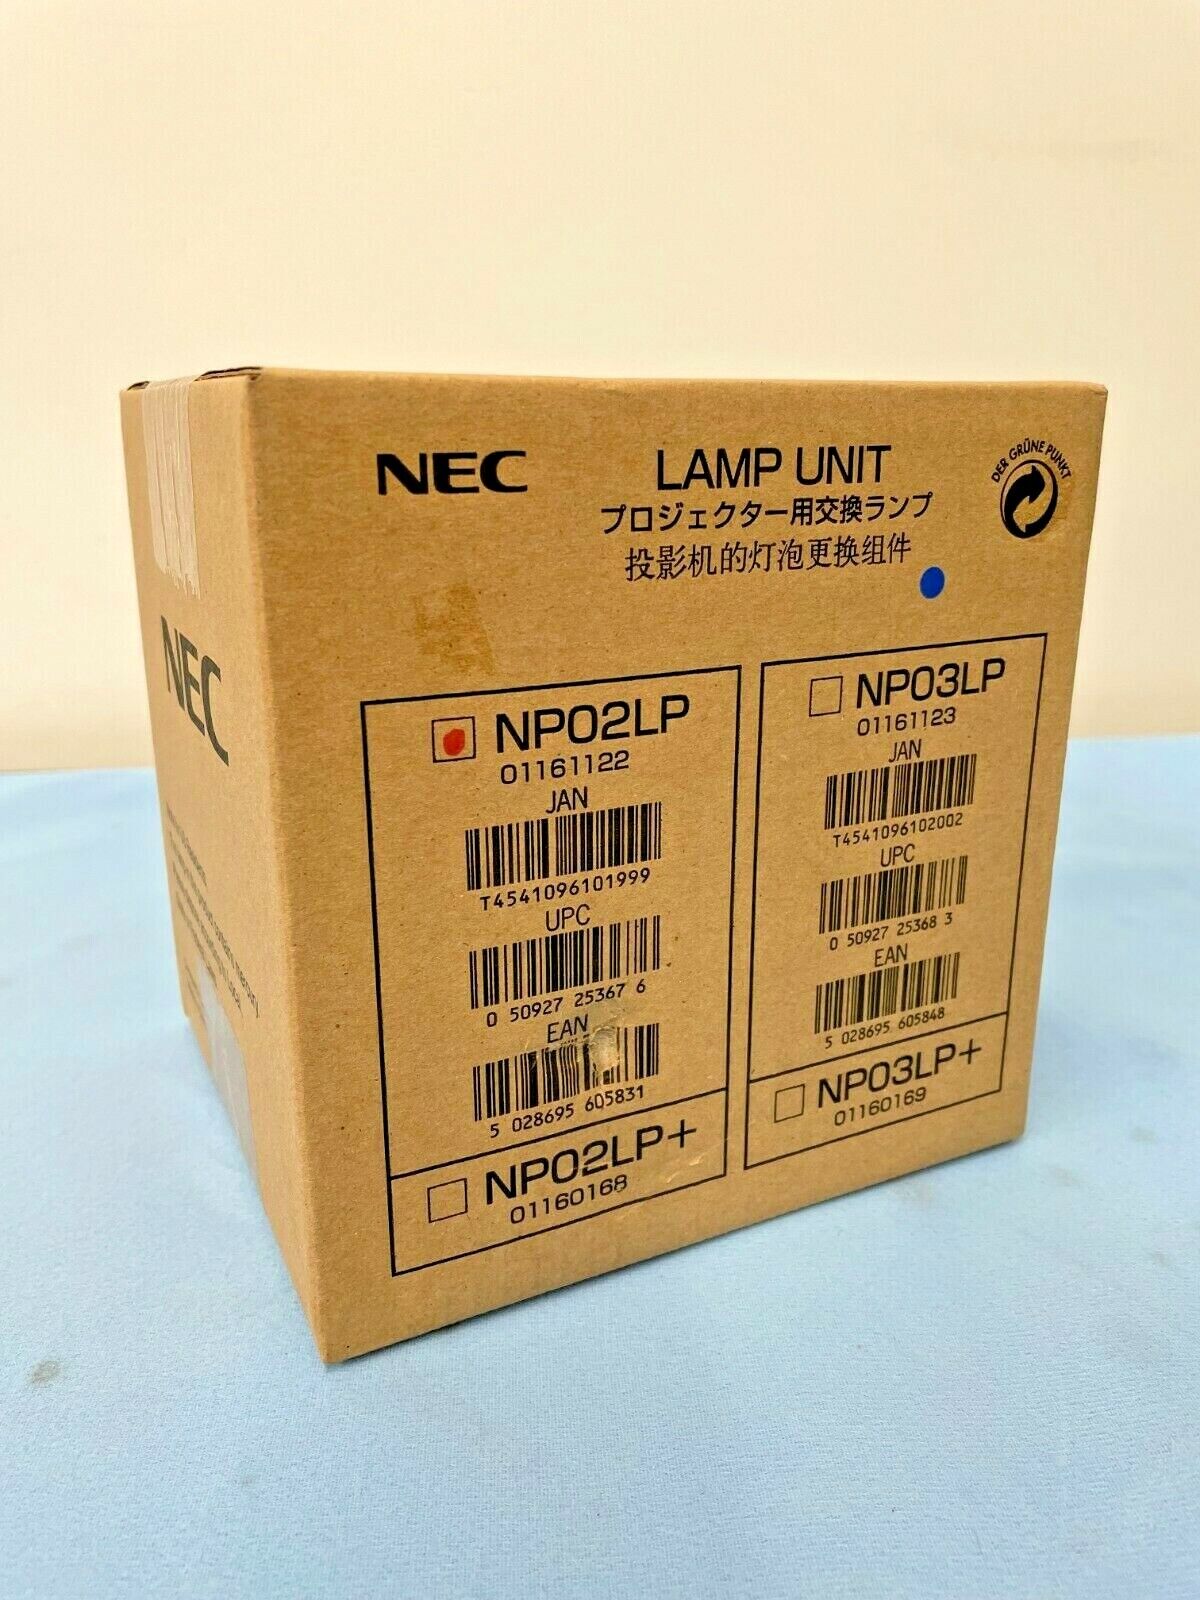 NEC
LAMP UNIT
プロジェクター用交換ランプ
投影机的灯泡更换组件
DER GRÜNE PUNKT
NP02LP
01161122
JAN
T4541096101999
UPC
0 50927 25367 6
EAN
5 028695 605831
NP02LP+
01160168
NP03LP
01161123
JAN
T4541096102002
UPC
0 50927 25368 3
EAN
5 028695 605848
NP03LP+
01160169
NEC
mercury